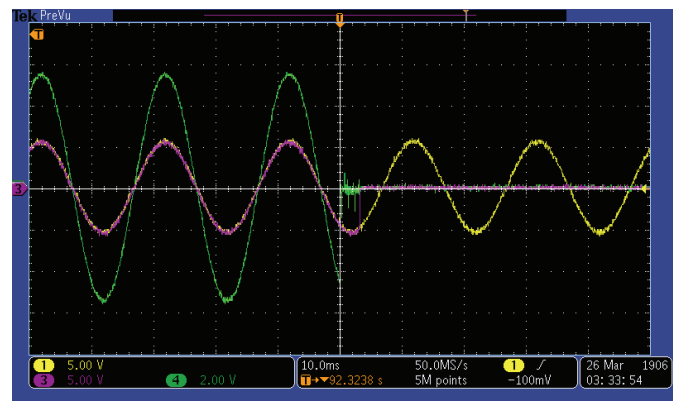 Tek PreVu
T
T
T
3
1 5.00 V
3 5.00 V 4 2.00 V
10.0ms 50.0MS/s 1 /
T→▼92.3238 s 5M points −100mV
26 Mar 1906
03: 33: 54